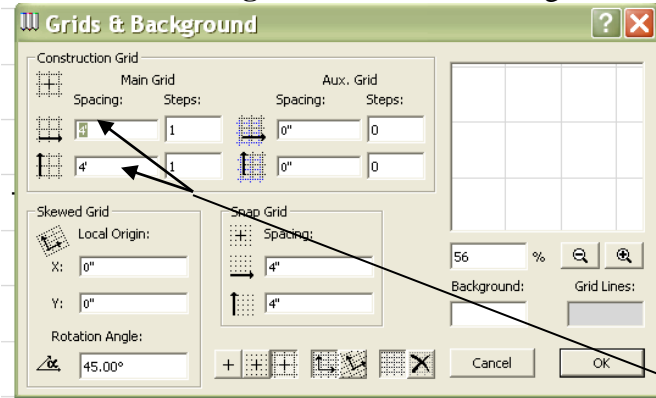 Grids & Background
Construction Grid
Main Grid Aux. Grid
Spacing: Steps: Spacing: Steps:
4' 1 0" 0
4' 1 0" 0
Skewed Grid Snap Grid
Local Origin: Spacing:
X: 0" 4"
Y: 0" 4"
56 %
Background: Grid Lines:
Rotation Angle:
α 45.00°
Cancel OK